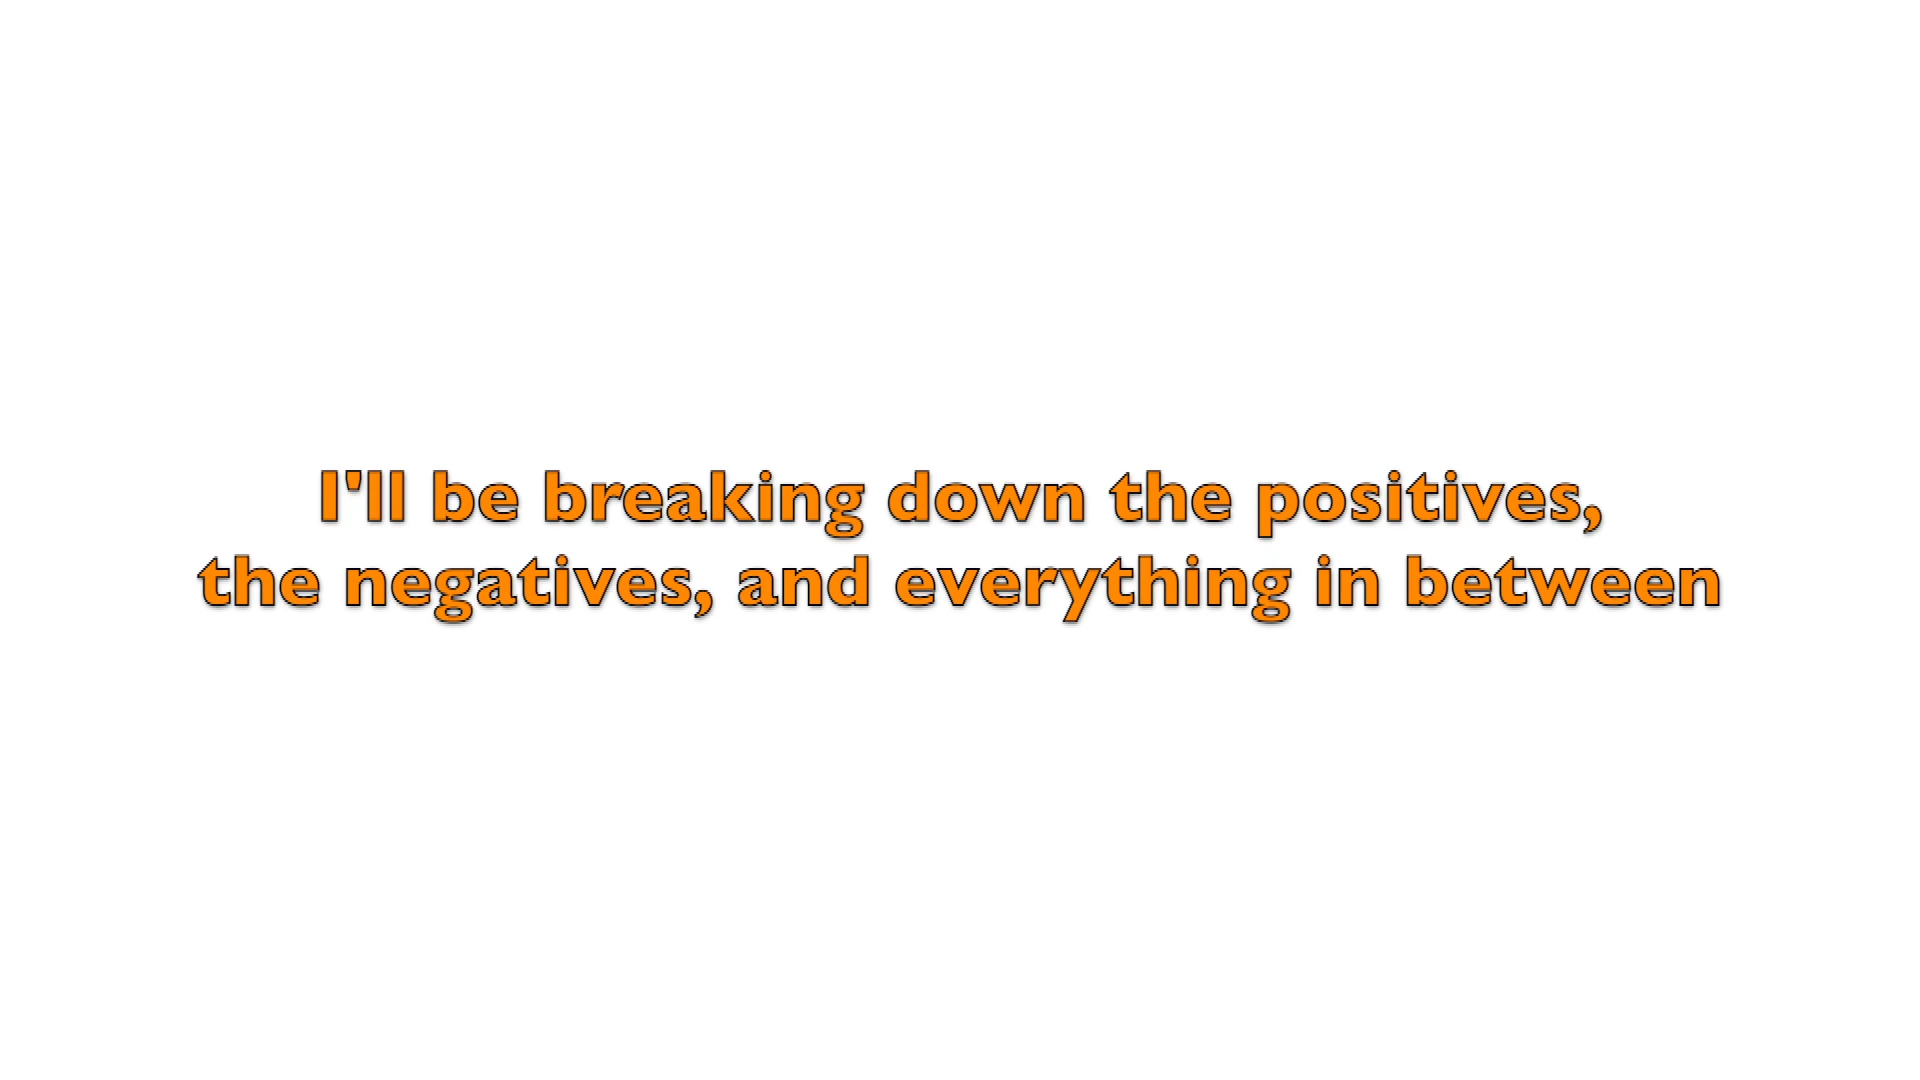 I'll be breaking down the positives,
the negatives, and everything in between